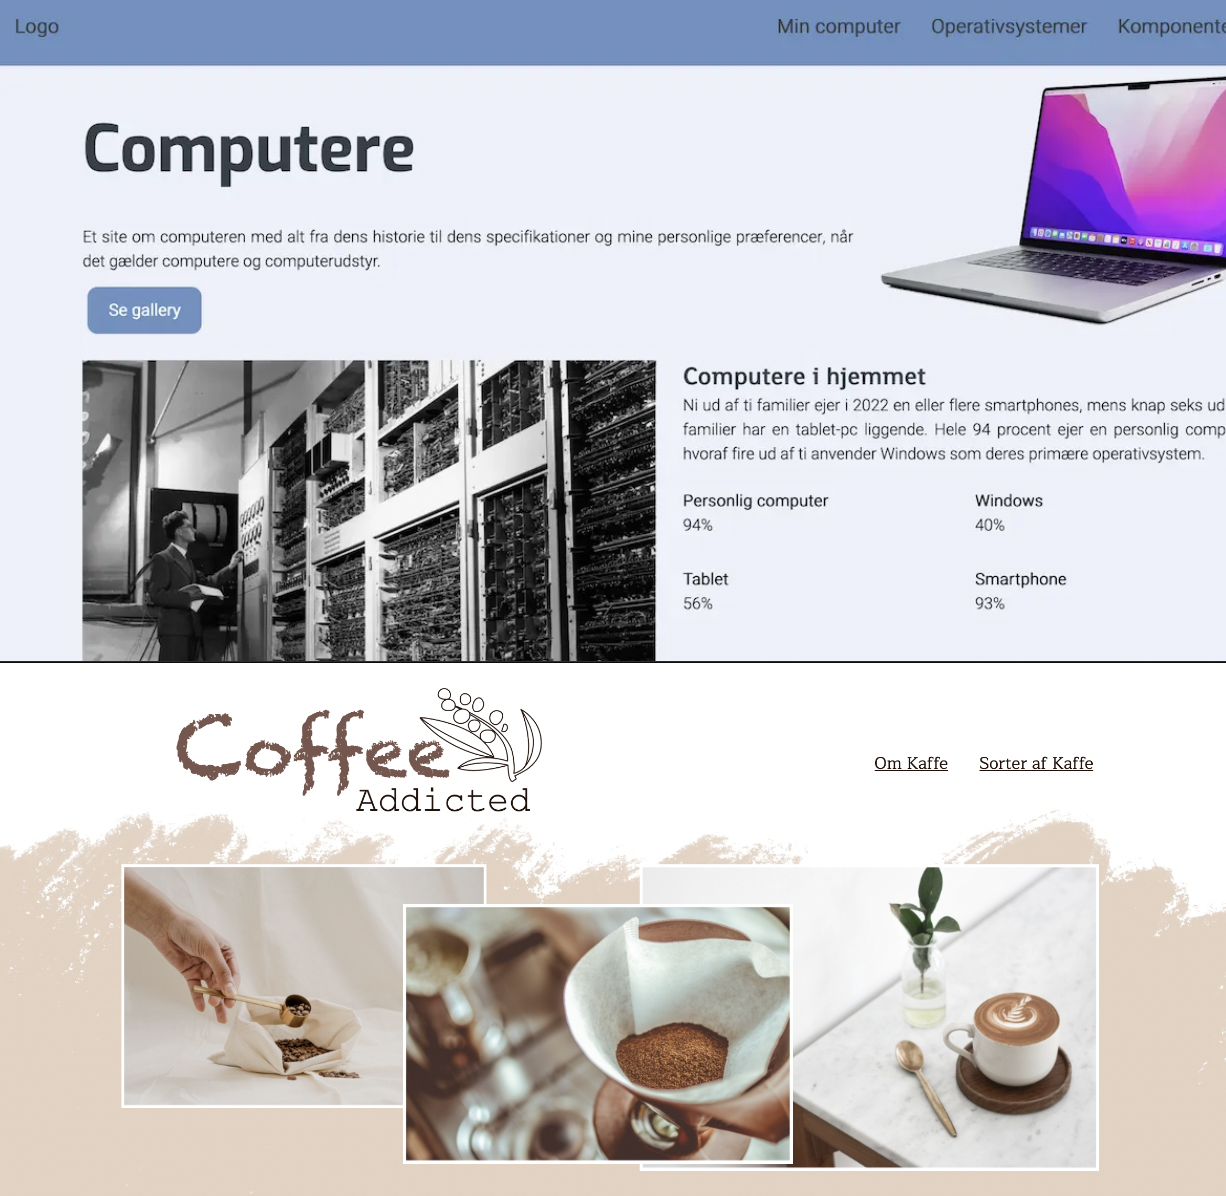 Logo
Min computer
Operativsystemer
Komponente
Computere
Et site om computeren med alt fra dens historie til dens specifikationer og mine personlige præferencer, når
det gælder computere og computerudstyr.
Se gallery
Computere i hjemmet
Ni ud af ti familier ejer i 2022 en eller flere smartphones, mens knap seks ud
familier har en tablet-pc liggende. Hele 94 procent ejer en personlig comp
hvoraf fire ud af ti anvender Windows som deres primære operativsystem.
Personlig computer
94%
Windows
40%
Tablet
56%
Smartphone
93%
Coffee
Addicted
Om Kaffe
Sorter af Kaffe